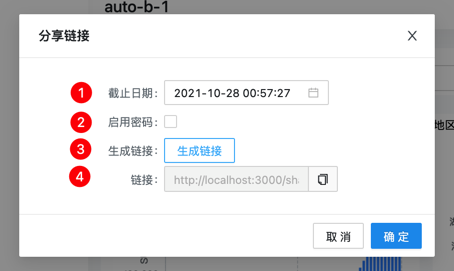 auto-b-1
分享链接
1 截止日期: 2021-10-28 00:57:27
2 启用密码:
3 生成链接: 生成链接
4 链接: http://localhost:3000/sh
地区
取 消 确 定